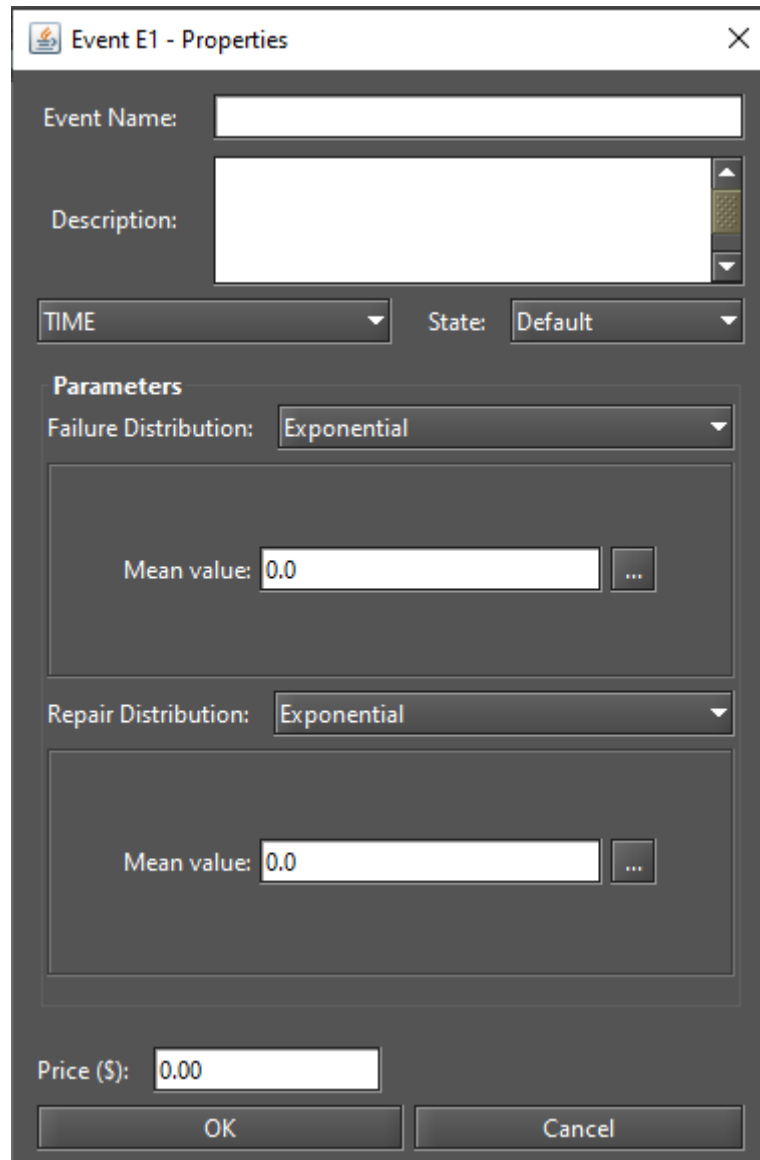 Event E1 - Properties
Event Name:
Description:
TIME State: Default
Parameters
Failure Distribution: Exponential
Mean value: 0.0 ...
Repair Distribution: Exponential
Mean value: 0.0 ...
Price ($): 0.00
OK Cancel